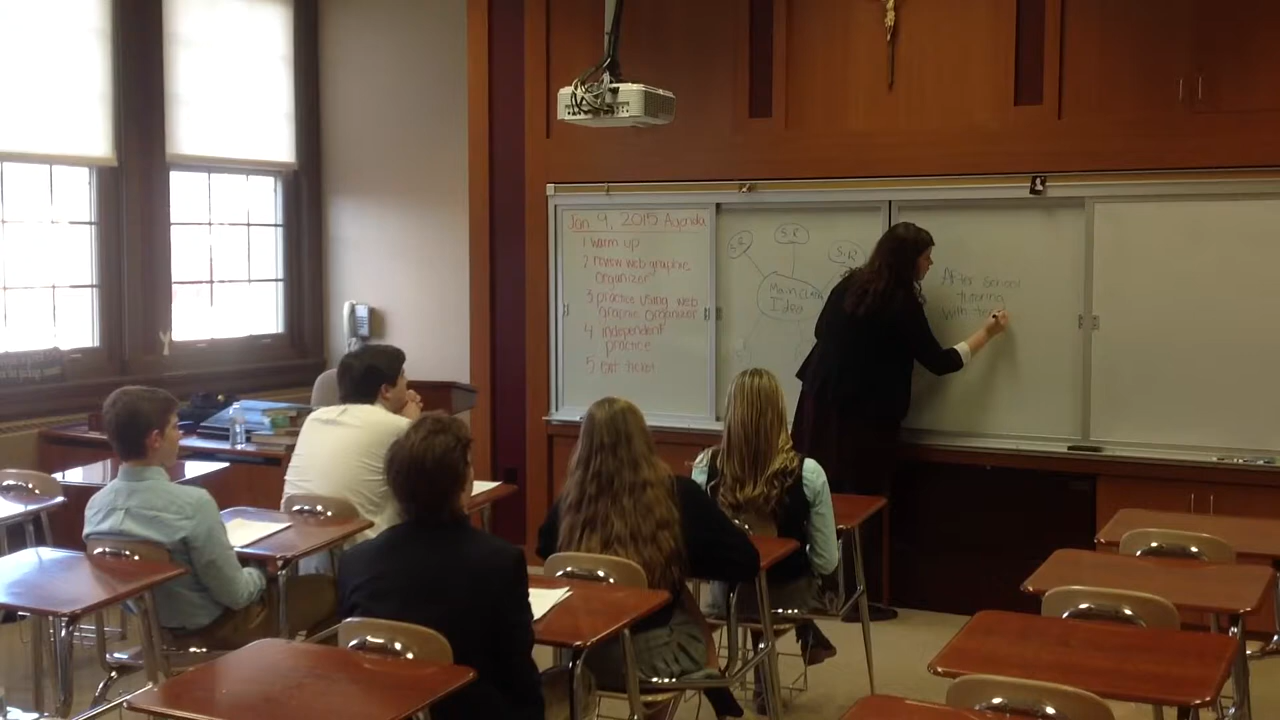 Jan 9, 2015 Agenda
1 warm up
2 review web graphic
organizer
3 practice using web
graphic organizer
4 independent
practice
5 exit ticket
S.R
S.R
S.R
Main
Idea
After School
tutoring
with